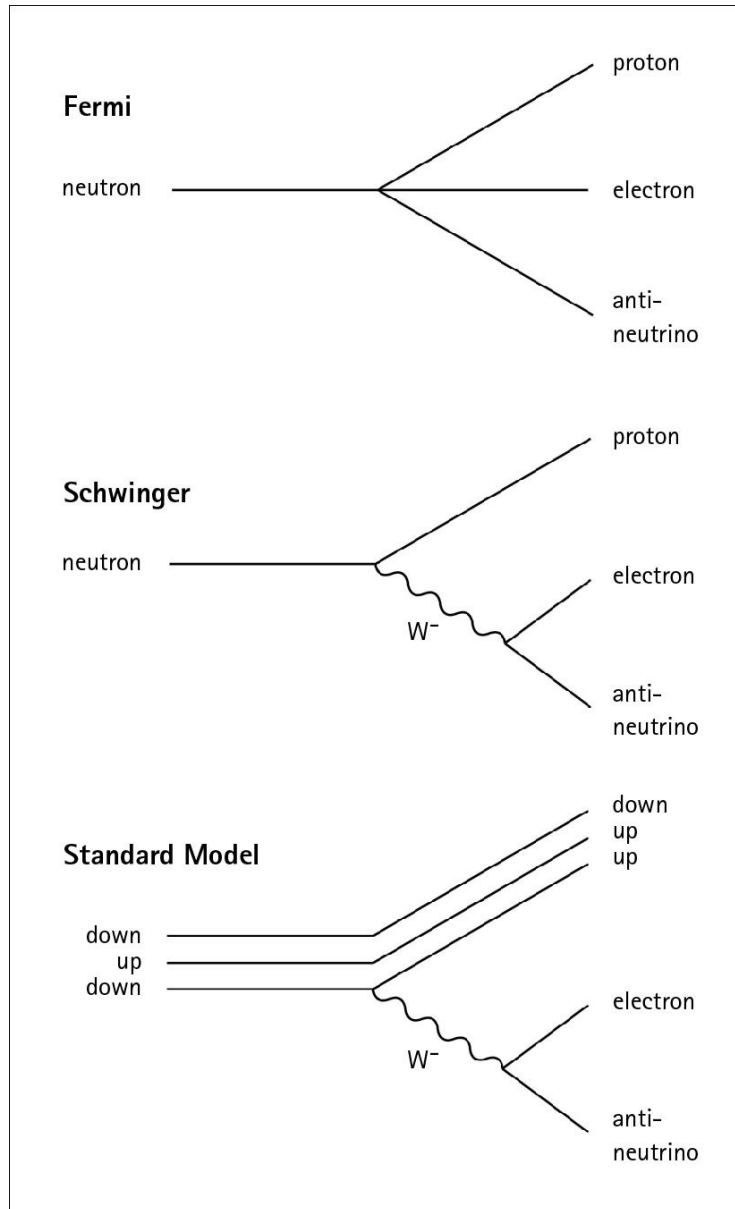 proton
Fermi
neutron
electron
anti-
neutrino
proton
Schwinger
neutron
electron
W⁻
anti-
neutrino
down
up
Standard Model
up
down
up
down
electron
W⁻
anti-
neutrino